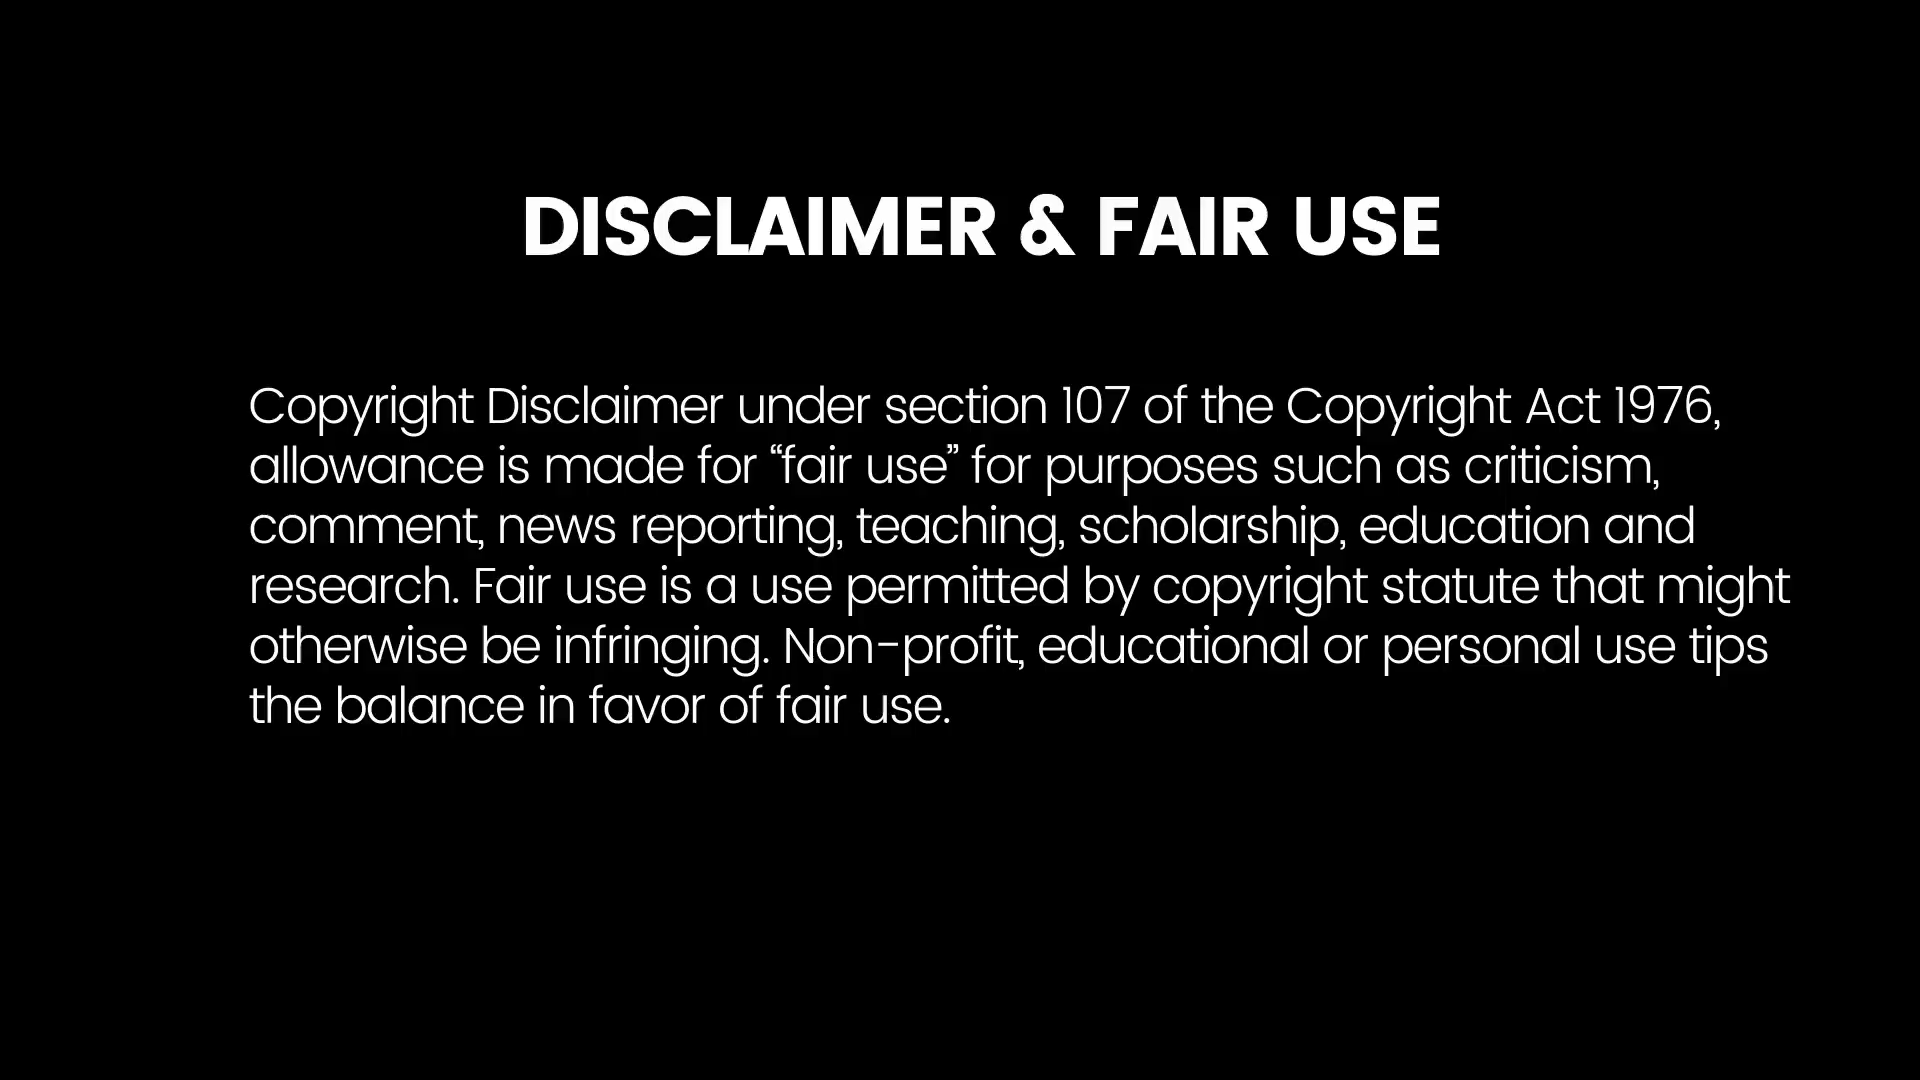 DISCLAIMER & FAIR USE
Copyright Disclaimer under section 107 of the Copyright Act 1976,
allowance is made for “fair use” for purposes such as criticism,
comment, news reporting, teaching, scholarship, education and
research. Fair use is a use permitted by copyright statute that might
otherwise be infringing. Non-profit, educational or personal use tips
the balance in favor of fair use.